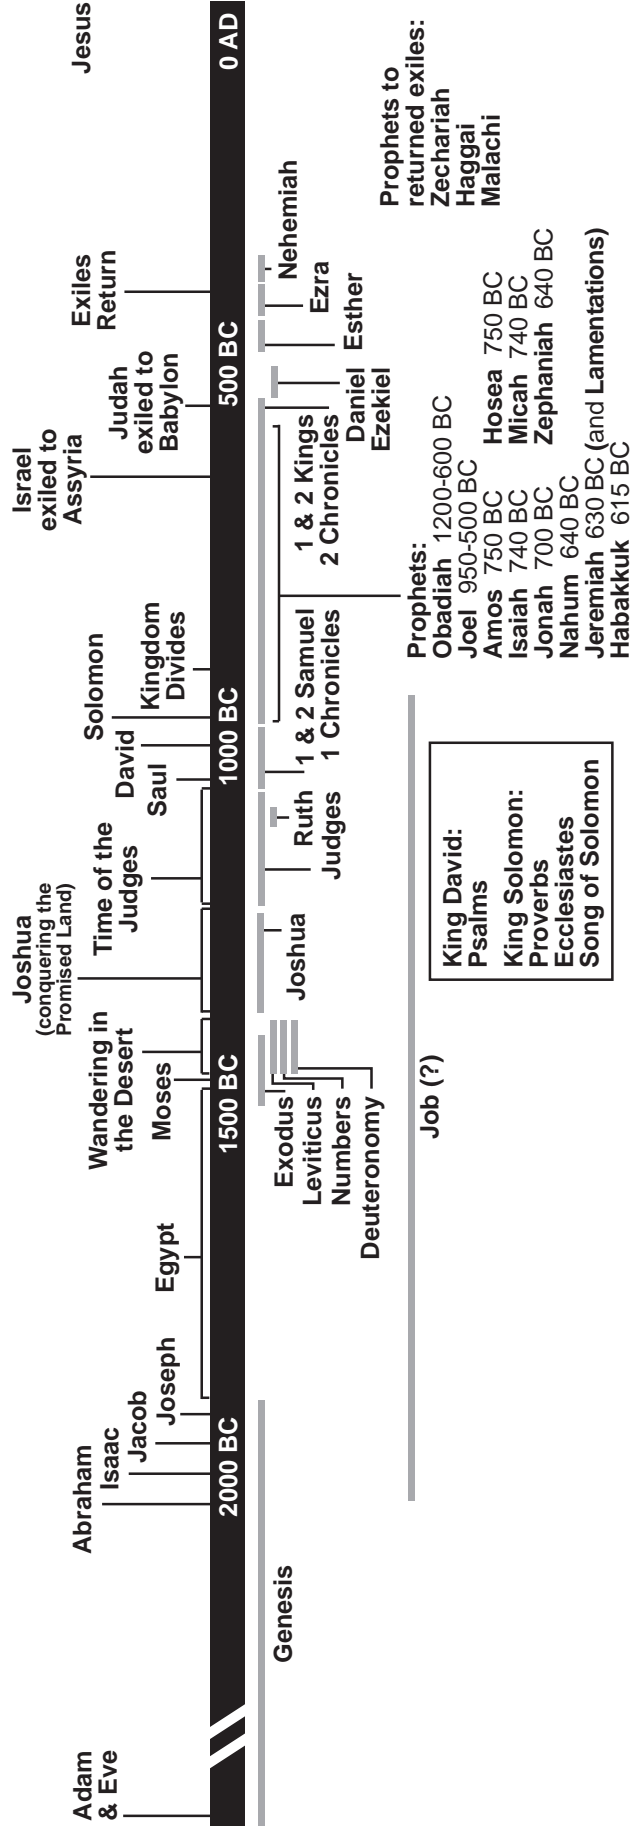 Adam
& Eve
Abraham
Isaac
Jacob
Joseph
Egypt
Wandering in
the Desert
Moses
Joshua
(conquering the
Promised Land)
Time of the
Judges
Saul
David
Solomon
Kingdom
Divides
Israel
exiled to
Assyria
Judah
exiled to
Babylon
Exiles
Return
Jesus
2000 BC
1500 BC
1000 BC
500 BC
0 AD
Genesis
Exodus
Leviticus
Numbers
Deuteronomy
Joshua
Judges
Ruth
1 & 2 Samuel
1 Chronicles
1 & 2 Kings
2 Chronicles
Daniel
Ezekiel
Esther
Ezra
Nehemiah
Job (?)
King David:
Psalms
King Solomon:
Proverbs
Ecclesiastes
Song of Solomon
Prophets:
Obadiah 1200-600 BC
Joel 950-500 BC
Amos 750 BC Hosea 750 BC
Isaiah 740 BC Micah 740 BC
Jonah 700 BC Zephaniah 640 BC
Nahum 640 BC
Jeremiah 630 BC (and Lamentations)
Habakkuk 615 BC
Prophets to
returned exiles:
Zechariah
Haggai
Malachi